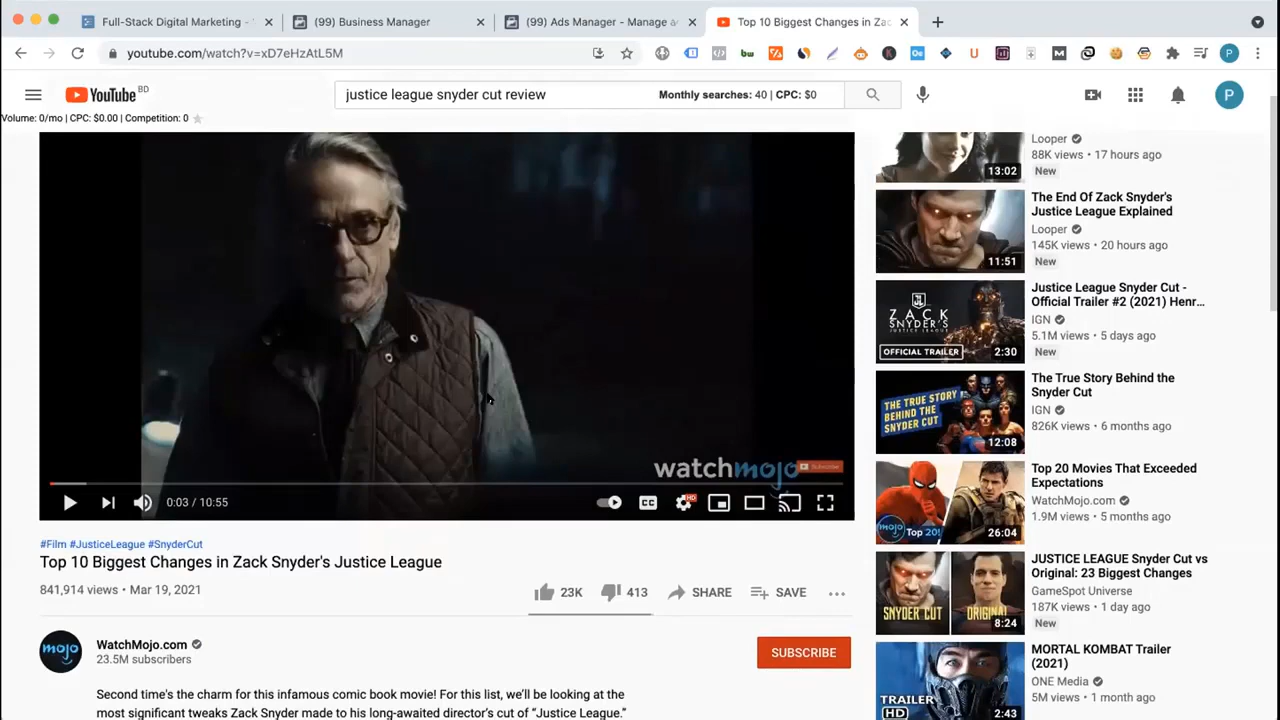 Full-Stack Digital Marketing -
(99) Business Manager
(99) Ads Manager - Manage a
Top 10 Biggest Changes in Zac
youtube.com/watch?v=xD7eHzAtL5M
YouTube BD
justice league snyder cut review
Monthly searches: 40 | CPC: $0
P
Volume: 0/mo | CPC: $0.00 | Competition: 0
watchmojo
Subscribe
0:03 / 10:55
CC
HD
#Film #JusticeLeague #SnyderCut
Top 10 Biggest Changes in Zack Snyder's Justice League
841,914 views • Mar 19, 2021
23K
413
SHARE
SAVE
mojo
WatchMojo.com
23.5M subscribers
SUBSCRIBE
Second time's the charm for this infamous comic book movie! For this list, we'll be looking at the
most significant tweaks Zack Snyder made to his long-awaited director's cut of “Justice League.”
13:02
Looper
88K views • 17 hours ago
New
11:51
The End Of Zack Snyder's
Justice League Explained
Looper
145K views • 20 hours ago
New
ZACK
SNYDER'S
JUSTICE LEAGUE
OFFICIAL TRAILER
2:30
Justice League Snyder Cut -
Official Trailer #2 (2021) Henr...
IGN
5.1M views • 5 days ago
New
THE TRUE STORY
BEHIND THE
SNYDER CUT
12:08
The True Story Behind the
Snyder Cut
IGN
826K views • 6 months ago
mojo
Top 20!
26:04
Top 20 Movies That Exceeded
Expectations
WatchMojo.com
1.9M views • 5 months ago
SNYDER CUT
ORIGINAL
8:24
JUSTICE LEAGUE Snyder Cut vs
Original: 23 Biggest Changes
GameSpot Universe
187K views • 1 day ago
New
TRAILER
HD
2:43
MORTAL KOMBAT Trailer
(2021)
ONE Media
5M views • 1 month ago